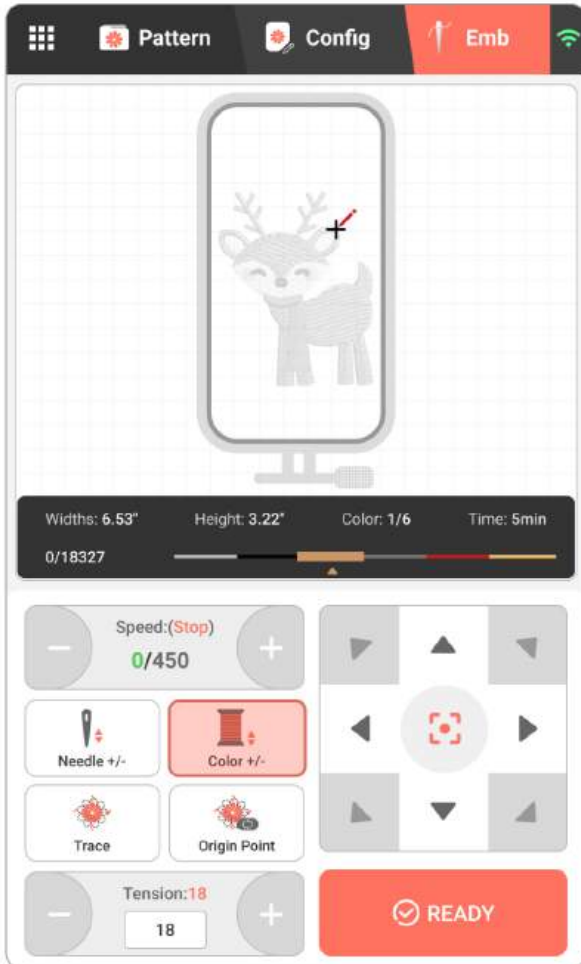 Pattern
Config
Emb
Widths: 6.53" Height: 3.22" Color: 1/6 Time: 5min
0/18327
Speed:(Stop)
0/450
Needle +/-
Color +/-
Trace
Origin Point
Tension:18
18
READY